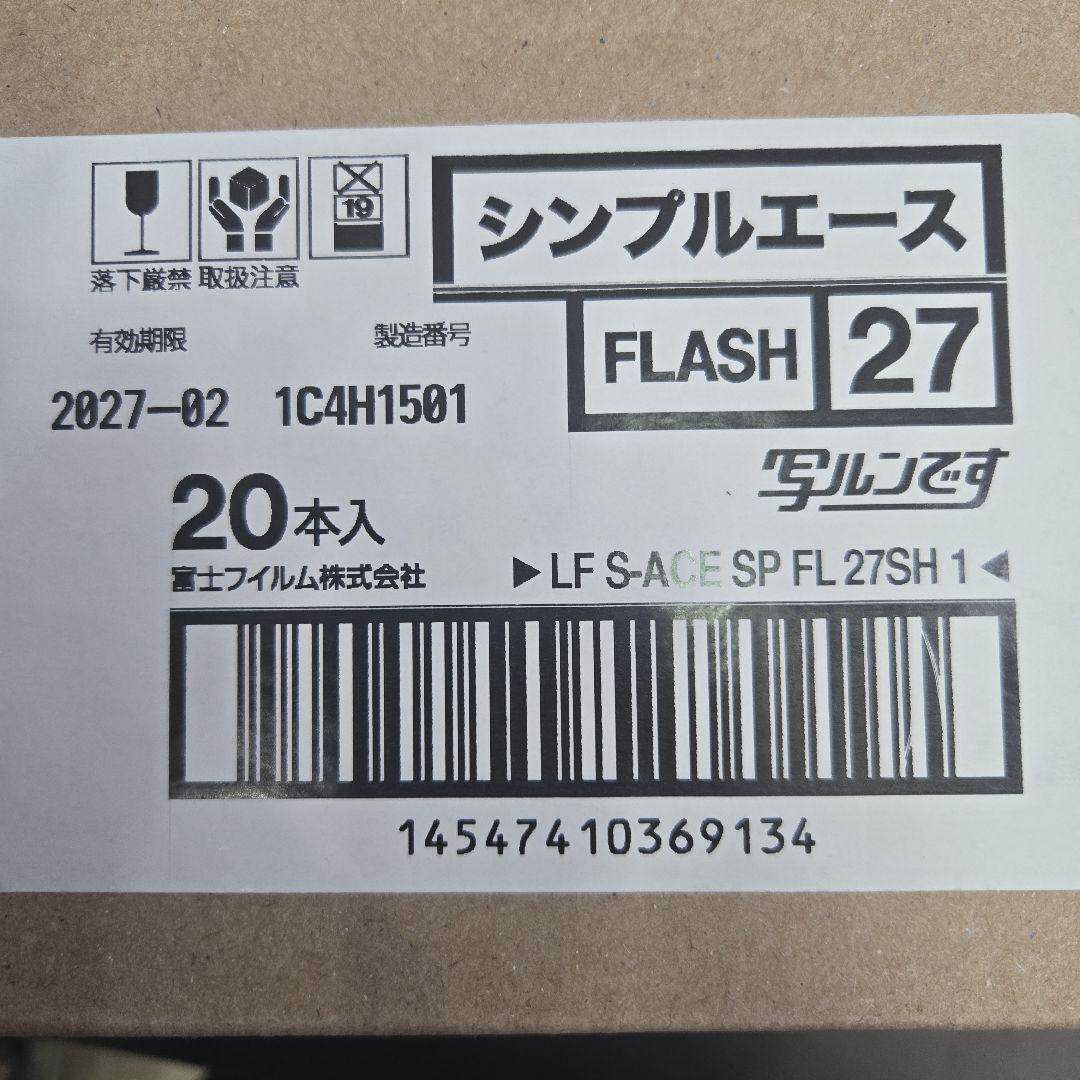 シンプルエース
FLASH 27
写ルンです
19
落下厳禁 取扱注意
有効期限 製造番号
2027-02 1C4H1501
20本入
富士フイルム株式会社
▶LF S-ACE SP FL 27SH 1◀
14547410369134